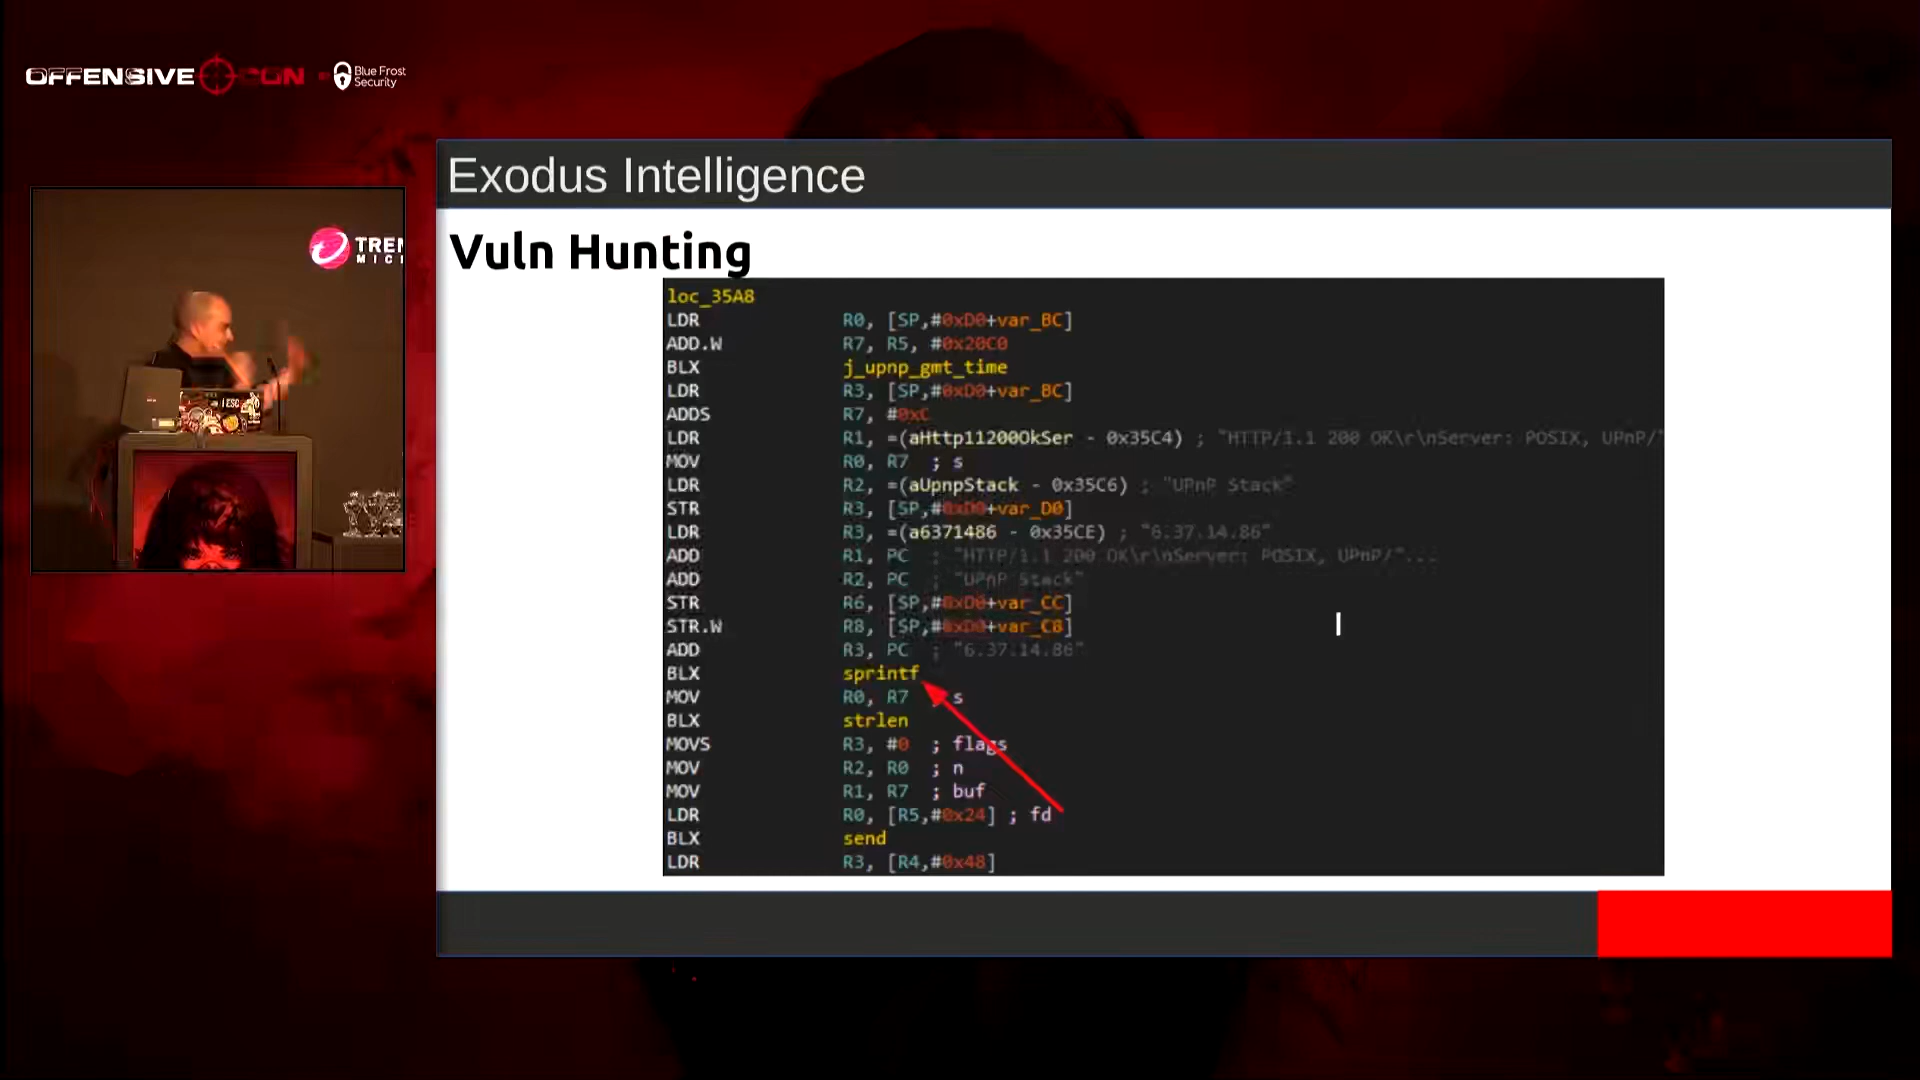 OFFENSIVE CON
Blue Frost
Security
TREN
MICI
Exodus Intelligence
Vuln Hunting
loc_35A8
LDR R0, [SP,#0xD0+var_BC]
ADD.W R7, R5, #0x20C0
BLX j_upnp_gmt_time
LDR R3, [SP,#0xD0+var_BC]
ADDS R7, #0xC
LDR R1, =(aHttp11200OkSer - 0x35C4) ; "HTTP/1.1 200 OK\r\nServer: POSIX, UPnP/"
MOV R0, R7 ; s
LDR R2, =(aUpnpStack - 0x35C6) ; "UPnP Stack"
STR R3, [SP,#0xD0+var_D0]
LDR R3, =(a6371486 - 0x35CE) ; "6.37.14.86"
ADD R1, PC ; "HTTP/1.1 200 OK\r\nServer: POSIX, UPnP/"...
ADD R2, PC ; "UPnP Stack"
STR R6, [SP,#0xD0+var_CC]
STR.W R8, [SP,#0xD0+var_C8]
ADD R3, PC ; "6.37.14.86"
BLX sprintf
MOV R0, R7 ; s
BLX strlen
MOVS R3, #0 ; flags
MOV R2, R0 ; n
MOV R1, R7 ; buf
LDR R0, [R5,#0x24] ; fd
BLX send
LDR R3, [R4,#0x48]